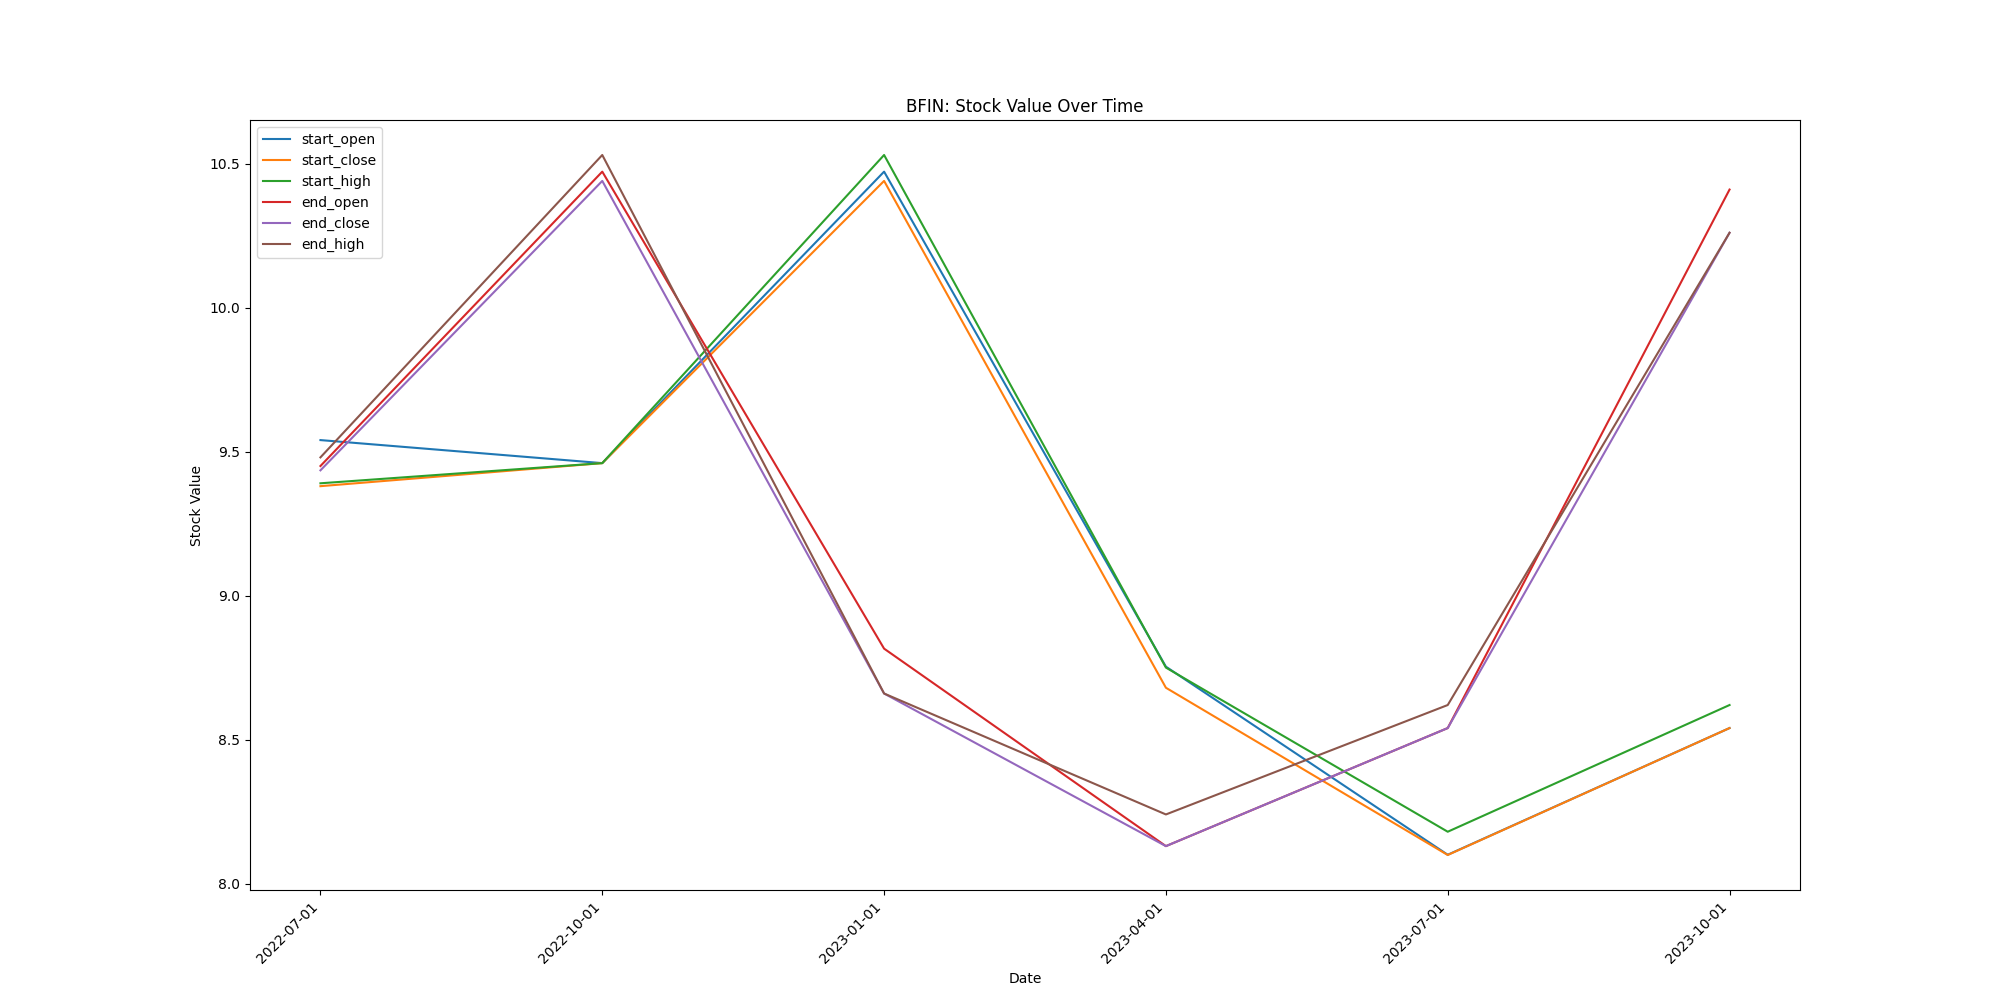 BFIN: Stock Value Over Time
start_open
start_close
start_high
end_open
end_close
end_high
10.5
10.0
9.5
9.0
8.5
8.0
Stock Value
2022-07-01
2022-10-01
2023-01-01
2023-04-01
2023-07-01
2023-10-01
Date